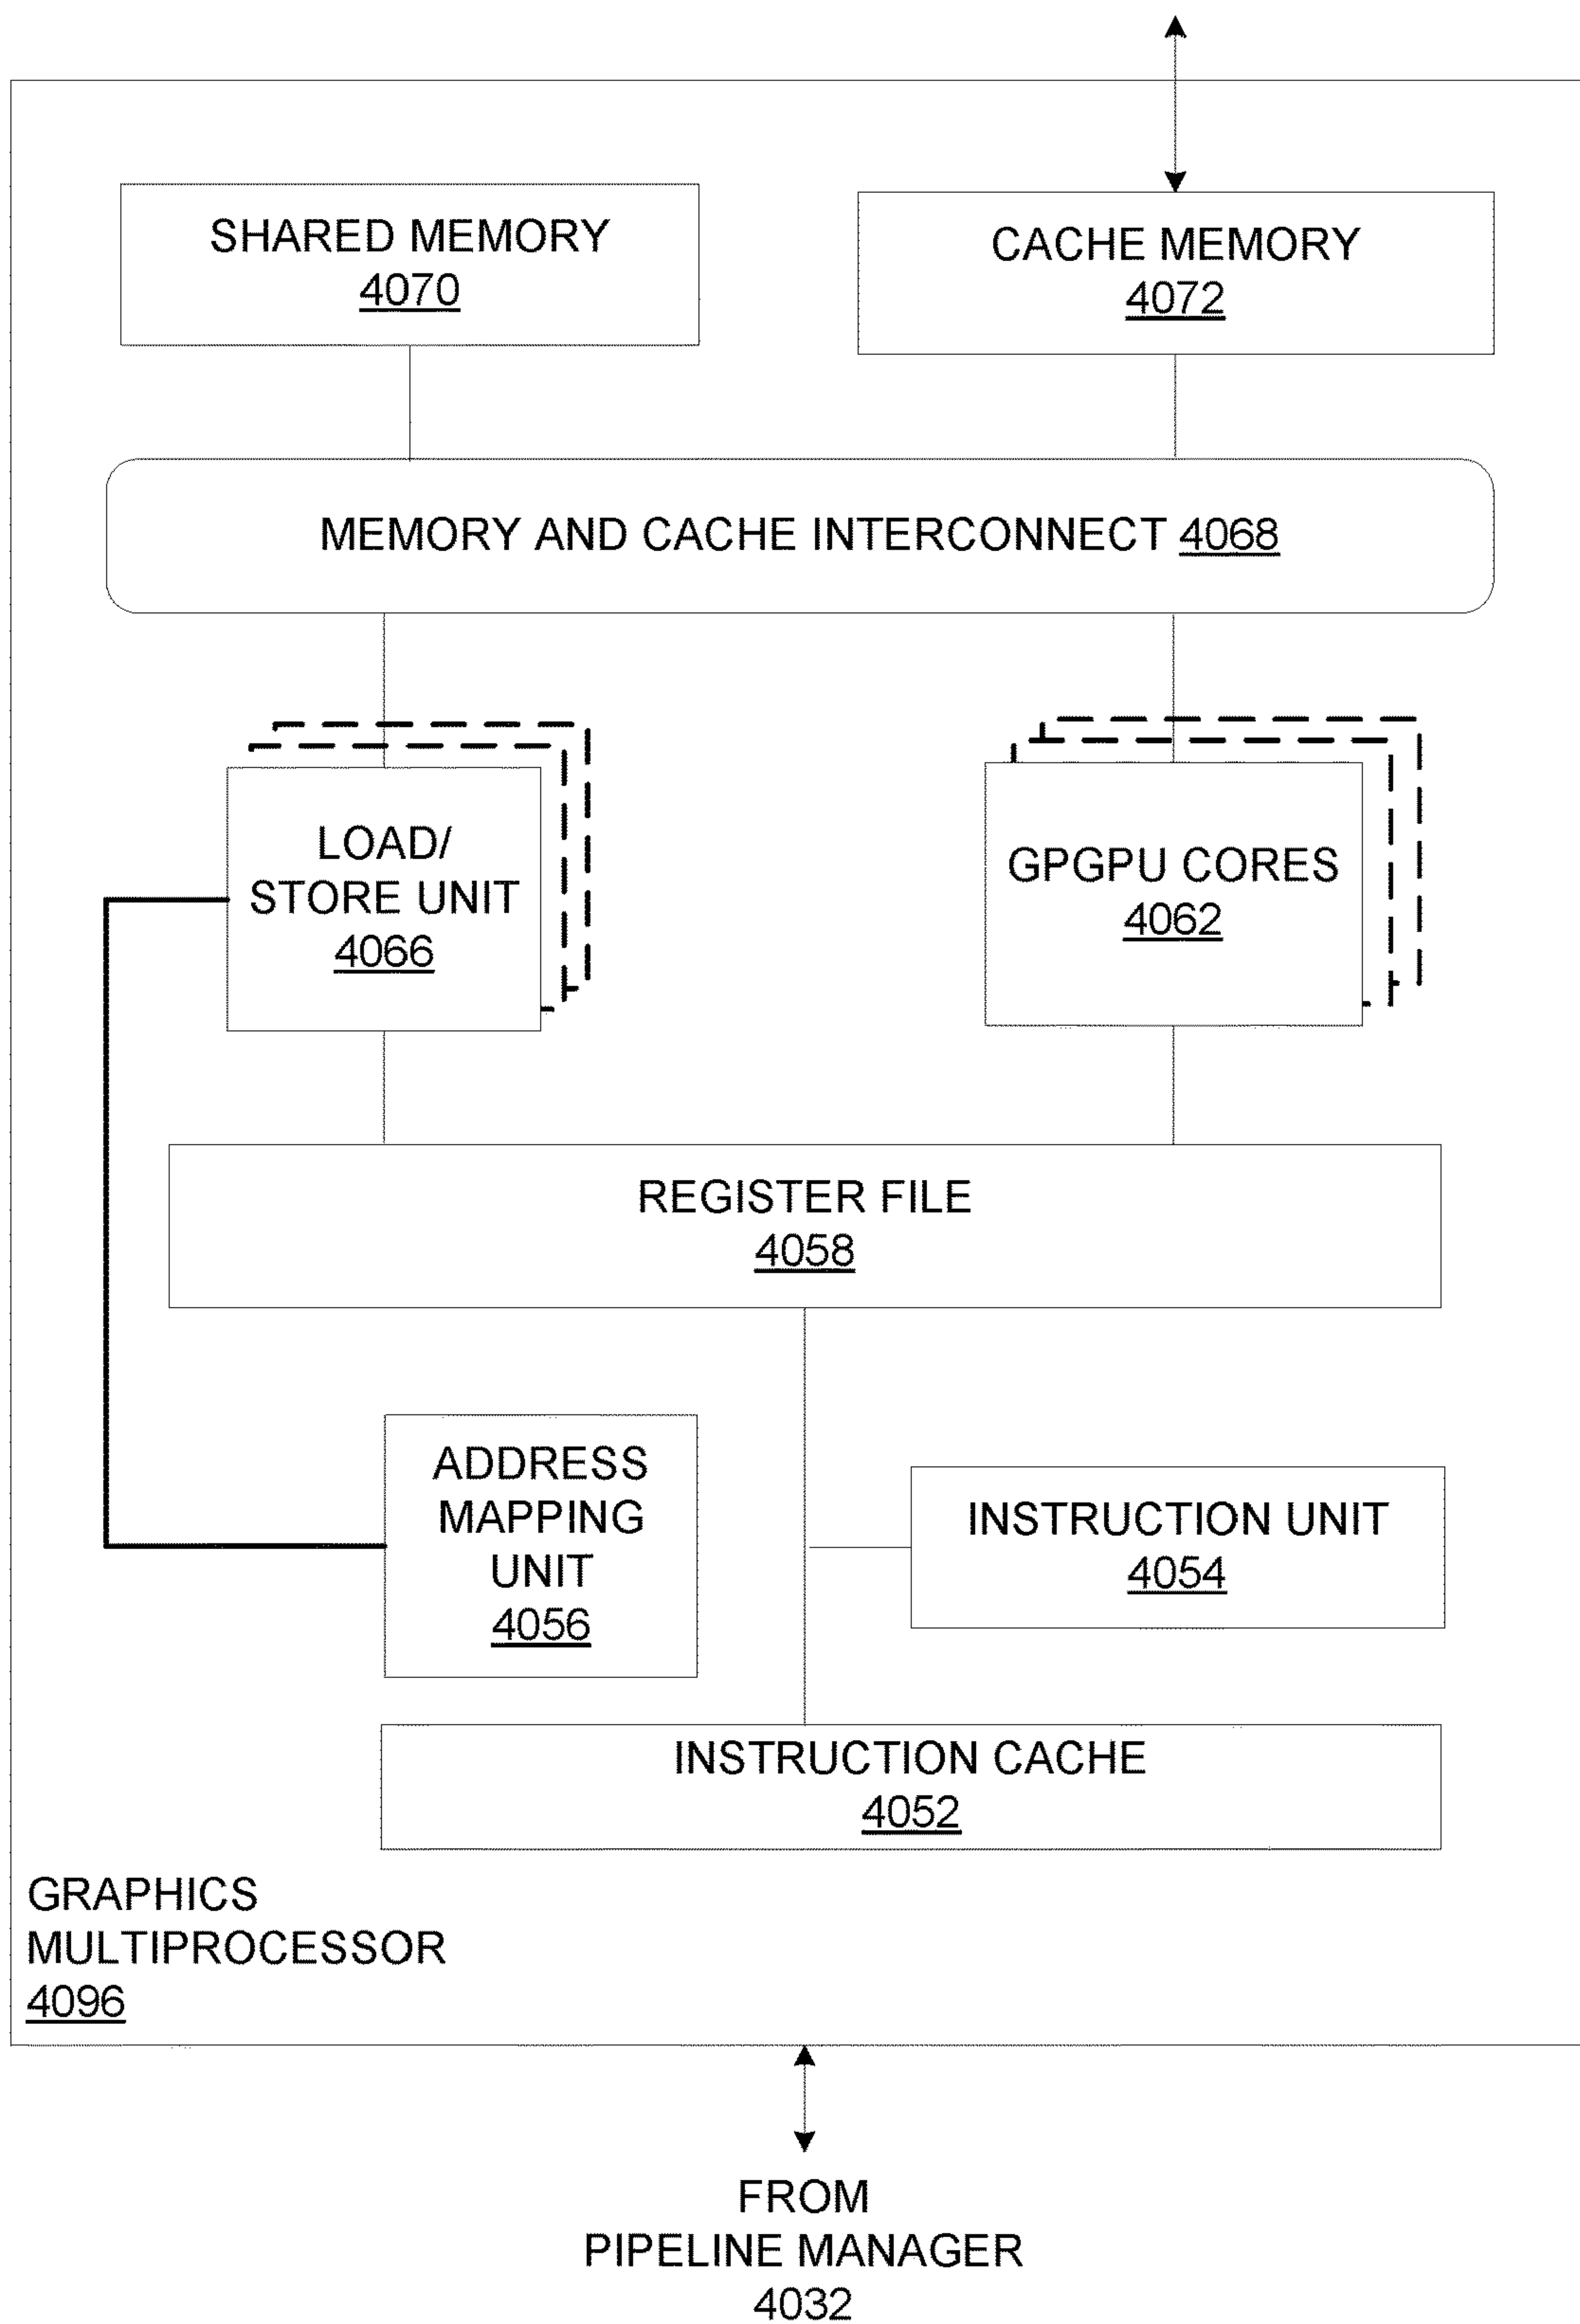 SHARED MEMORY
4070
CACHE MEMORY
4072
MEMORY AND CACHE INTERCONNECT 4068
LOAD/
STORE UNIT
4066
GPGPU CORES
4062
REGISTER FILE
4058
ADDRESS
MAPPING
UNIT
4056
INSTRUCTION UNIT
4054
INSTRUCTION CACHE
4052
GRAPHICS
MULTIPROCESSOR
4096
FROM
PIPELINE MANAGER
4032